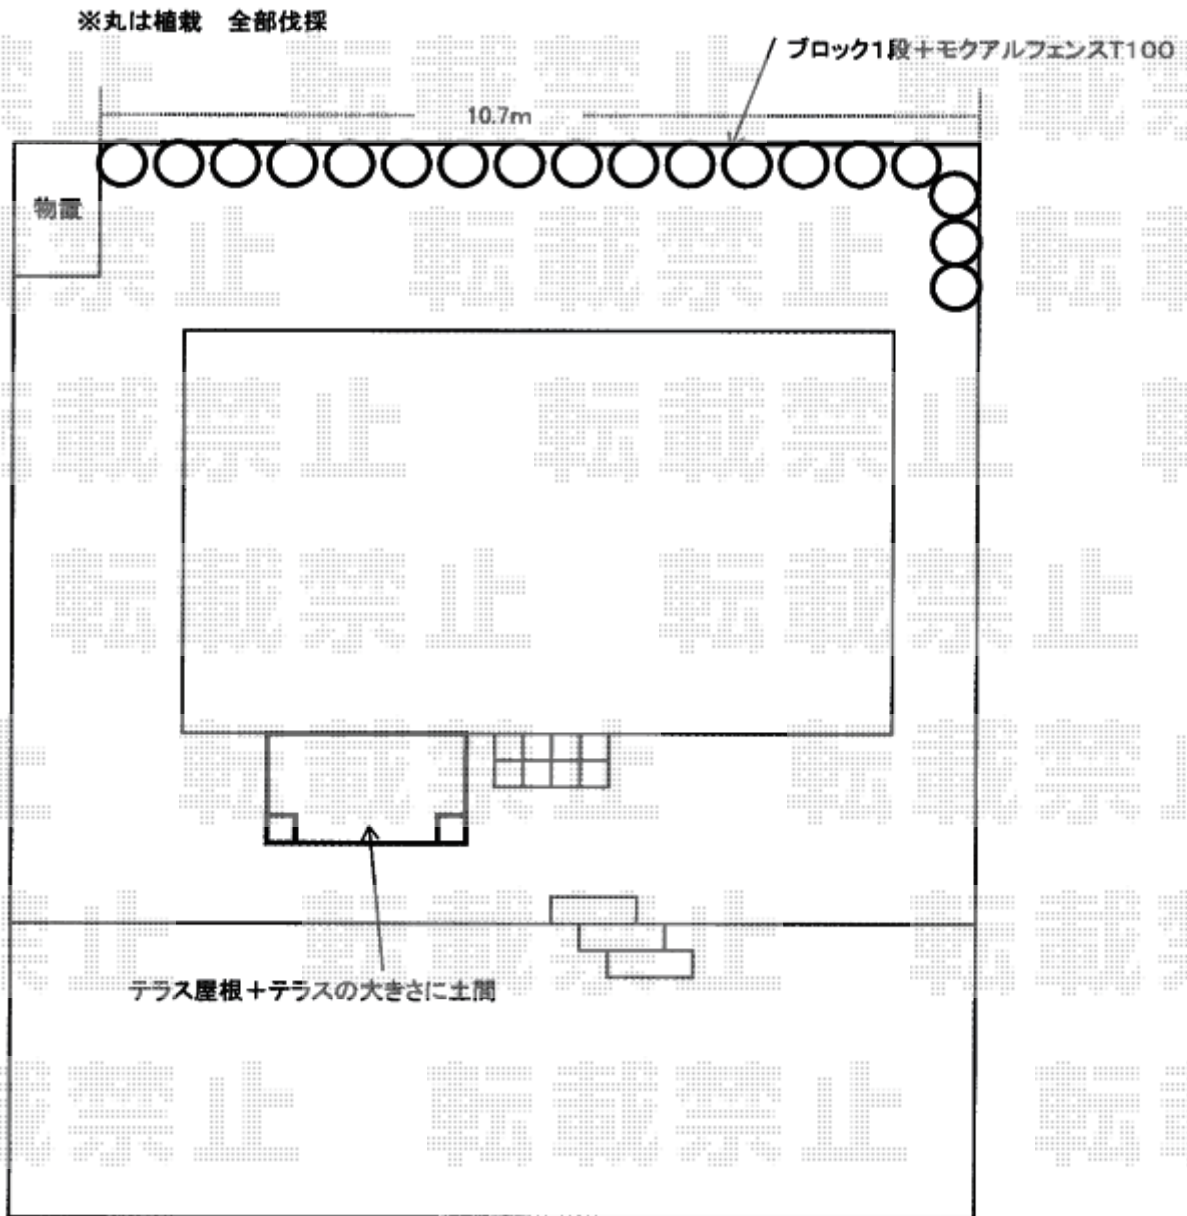 ※丸は植栽　全部伐採
ブロック1段＋モクアルフェンスT100
10.7m
物置
テラス屋根＋テラスの大きさに土間
転載禁止